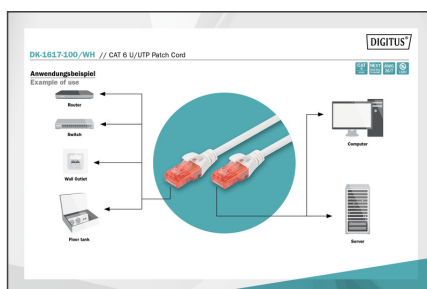 DIGITUS®
DK-1617-100/WH // CAT 6 U/UTP Patch Cord
Anwendungsbeispiel
Example of use
Router
Switch
Wall Outlet
Floor tank
Computer
Server